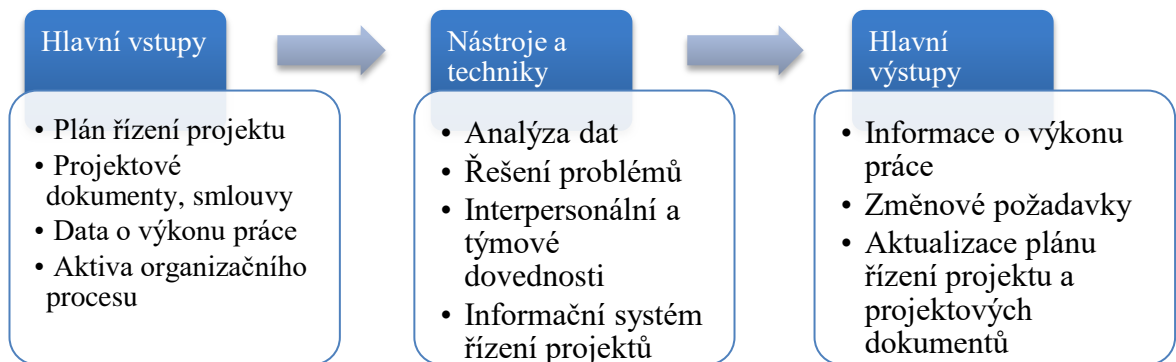 Hlavní vstupy
• Plán řízení projektu
• Projektové
dokumenty, smlouvy
• Data o výkonu práce
• Aktiva organizačního
procesu
Nástroje a
techniky
• Analýza dat
• Řešení problémů
• Interpersonální a
týmové
dovednosti
• Informační systém
řízení projektů
Hlavní
výstupy
• Informace o výkonu
práce
• Změnové požadavky
• Aktualizace plánu
řízení projektu a
projektových
dokumentů